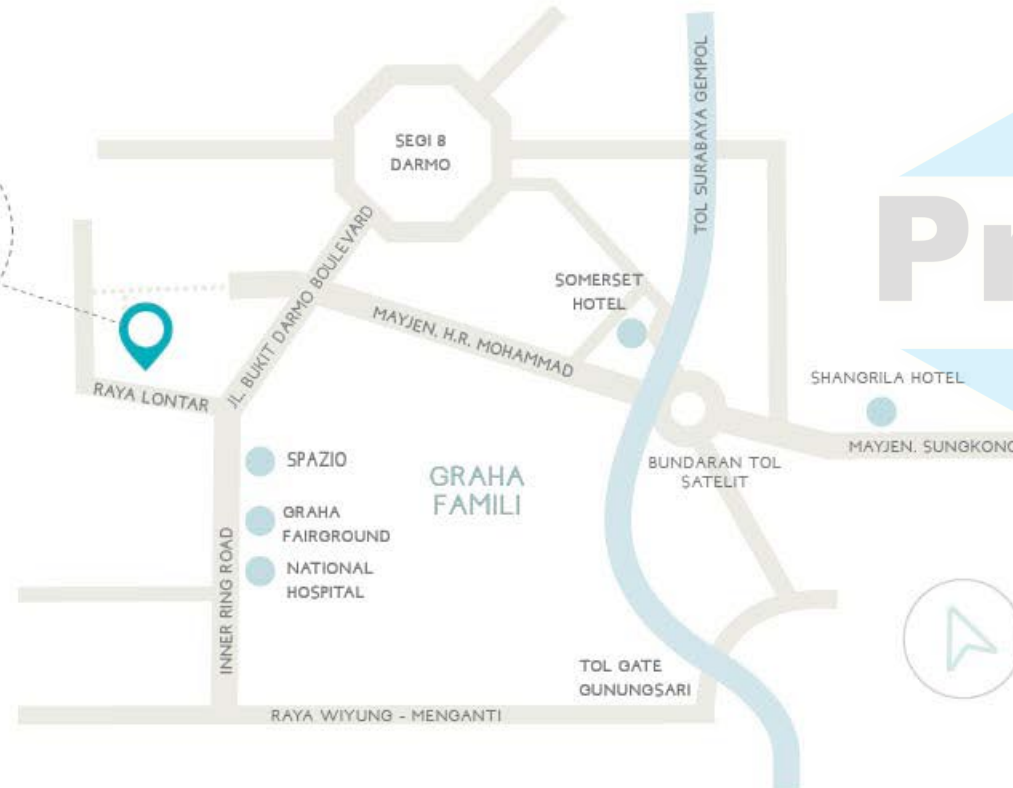 SEGI 8
DARMO
TOL SURABAYA GEMPOL
JL. BUKIT DARMO BOULEVARD
SOMERSET
HOTEL
MAYJEN. H.R. MOHAMMAD
Pr
SHANGRILA HOTEL
RAYA LONTAR
MAYJEN. SUNGKONO
SPAZIO
GRAHA
FAMILI
BUNDARAN TOL
SATELIT
GRAHA
FAIRGROUND
NATIONAL
HOSPITAL
INNER RING ROAD
TOL GATE
GUNUNGSARI
RAYA WIYUNG - MENGANTI